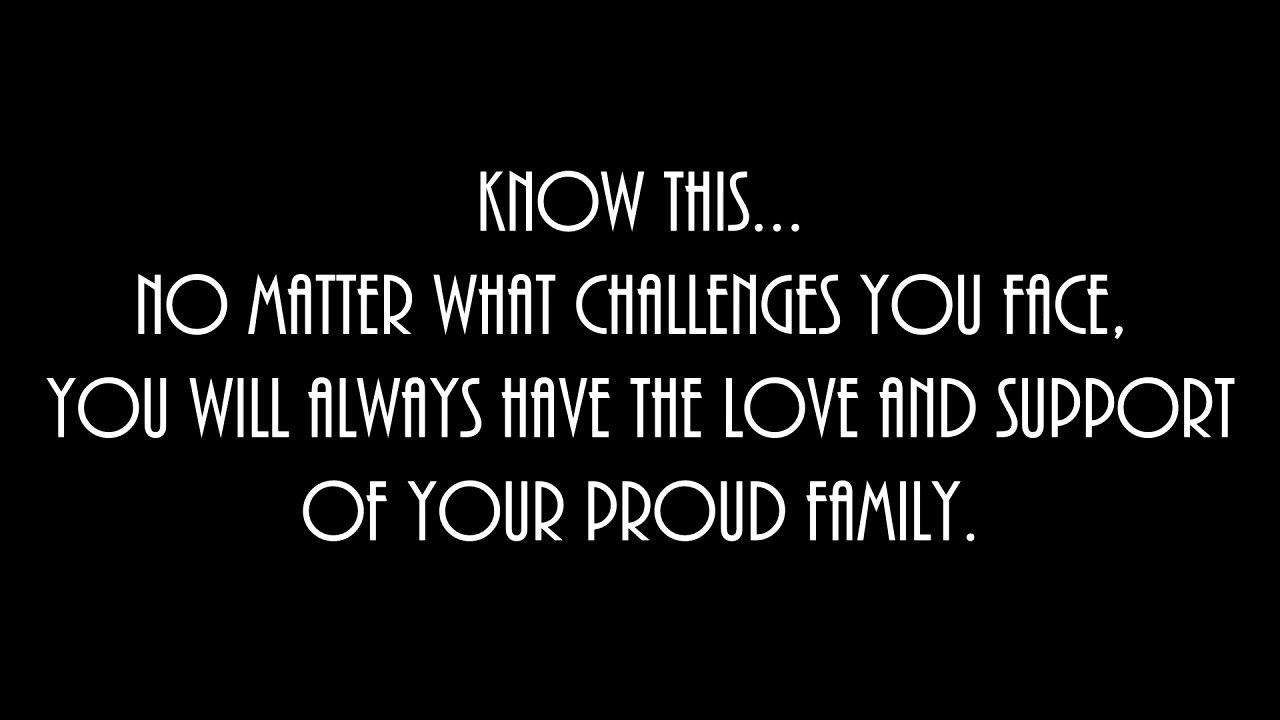 KNOW THIS...
NO MATTER WHAT CHALLENGES YOU FACE,
YOU WILL ALWAYS HAVE THE LOVE AND SUPPORT
OF YOUR PROUD FAMILY.